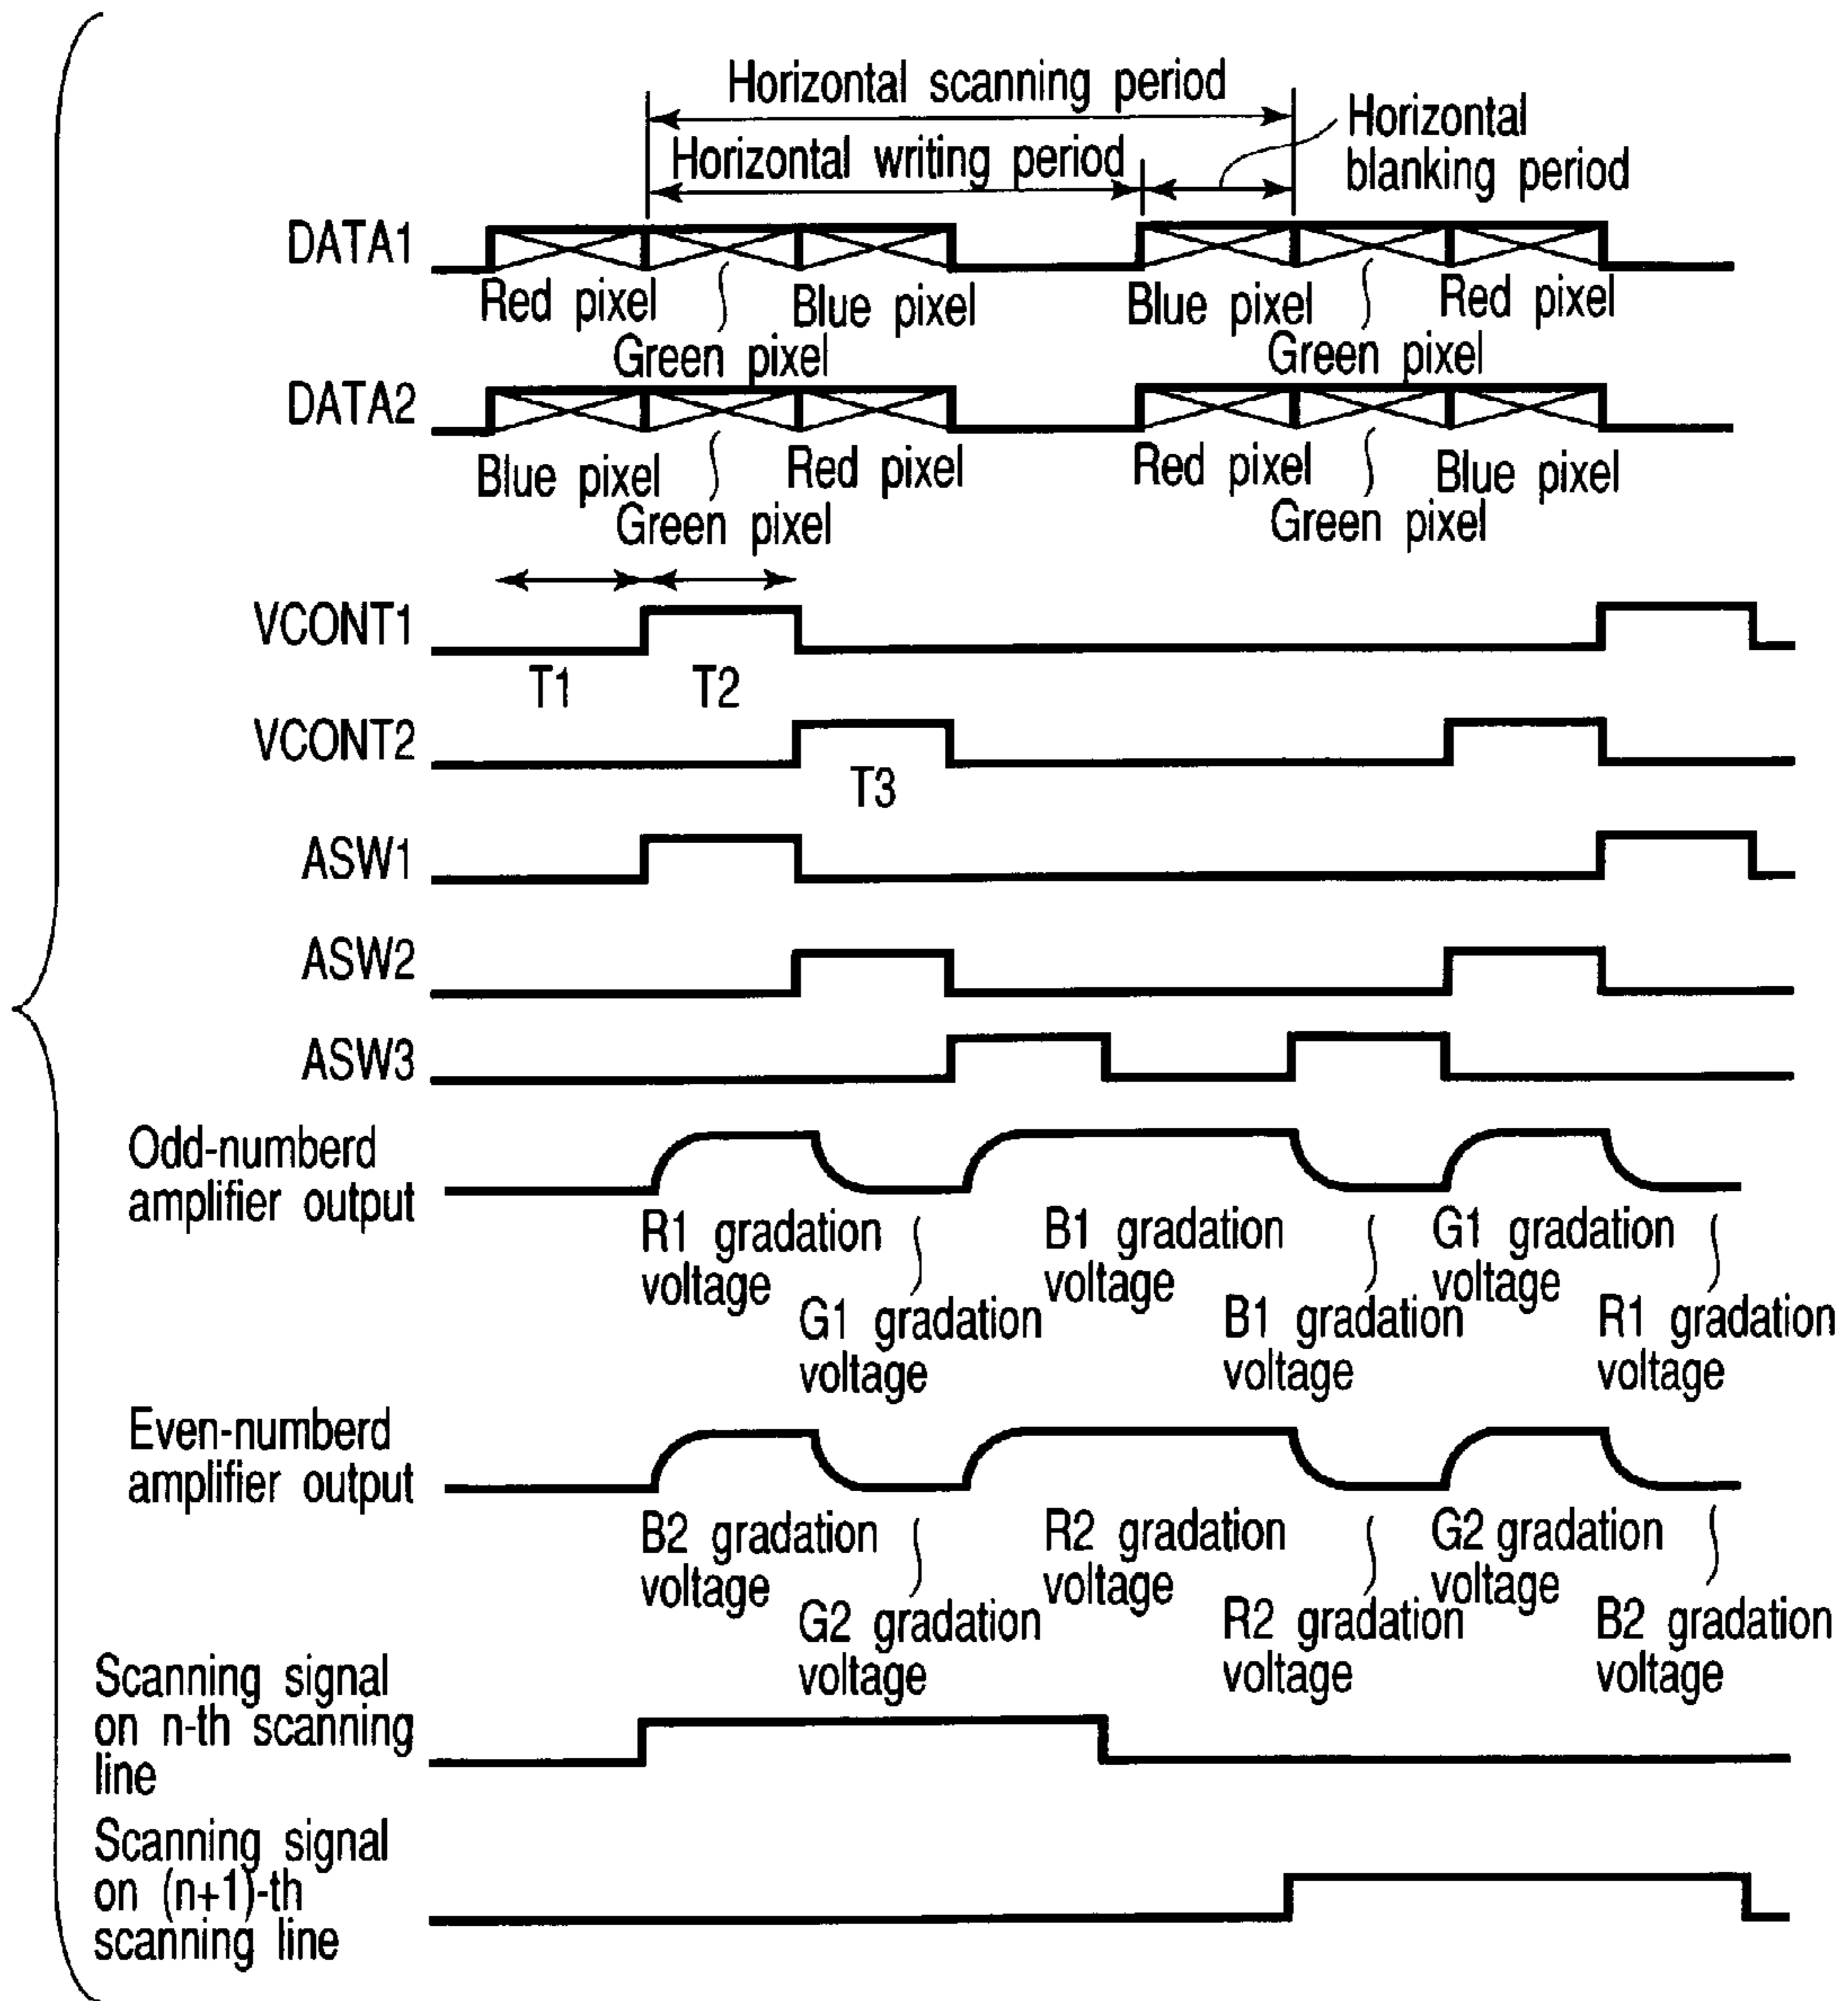 Horizontal scanning period
Horizontal
blanking period
Horizontal writing period
DATA1
Red pixel
Green pixel
Blue pixel
Blue pixel
Green pixel
Red pixel
DATA2
Blue pixel
Green pixel
Red pixel
Red pixel
Green pixel
Blue pixel
VCONT1
T1
T2
VCONT2
T3
ASW1
ASW2
ASW3
Odd-numberd
amplifier output
R1 gradation
voltage
G1 gradation
voltage
B1 gradation
voltage
B1 gradation
voltage
G1 gradation
voltage
R1 gradation
voltage
Even-numberd
amplifier output
B2 gradation
voltage
G2 gradation
voltage
R2 gradation
voltage
R2 gradation
voltage
G2 gradation
voltage
B2 gradation
voltage
Scanning signal
on n-th scanning
line
Scanning signal
on (n+1)-th
scanning line